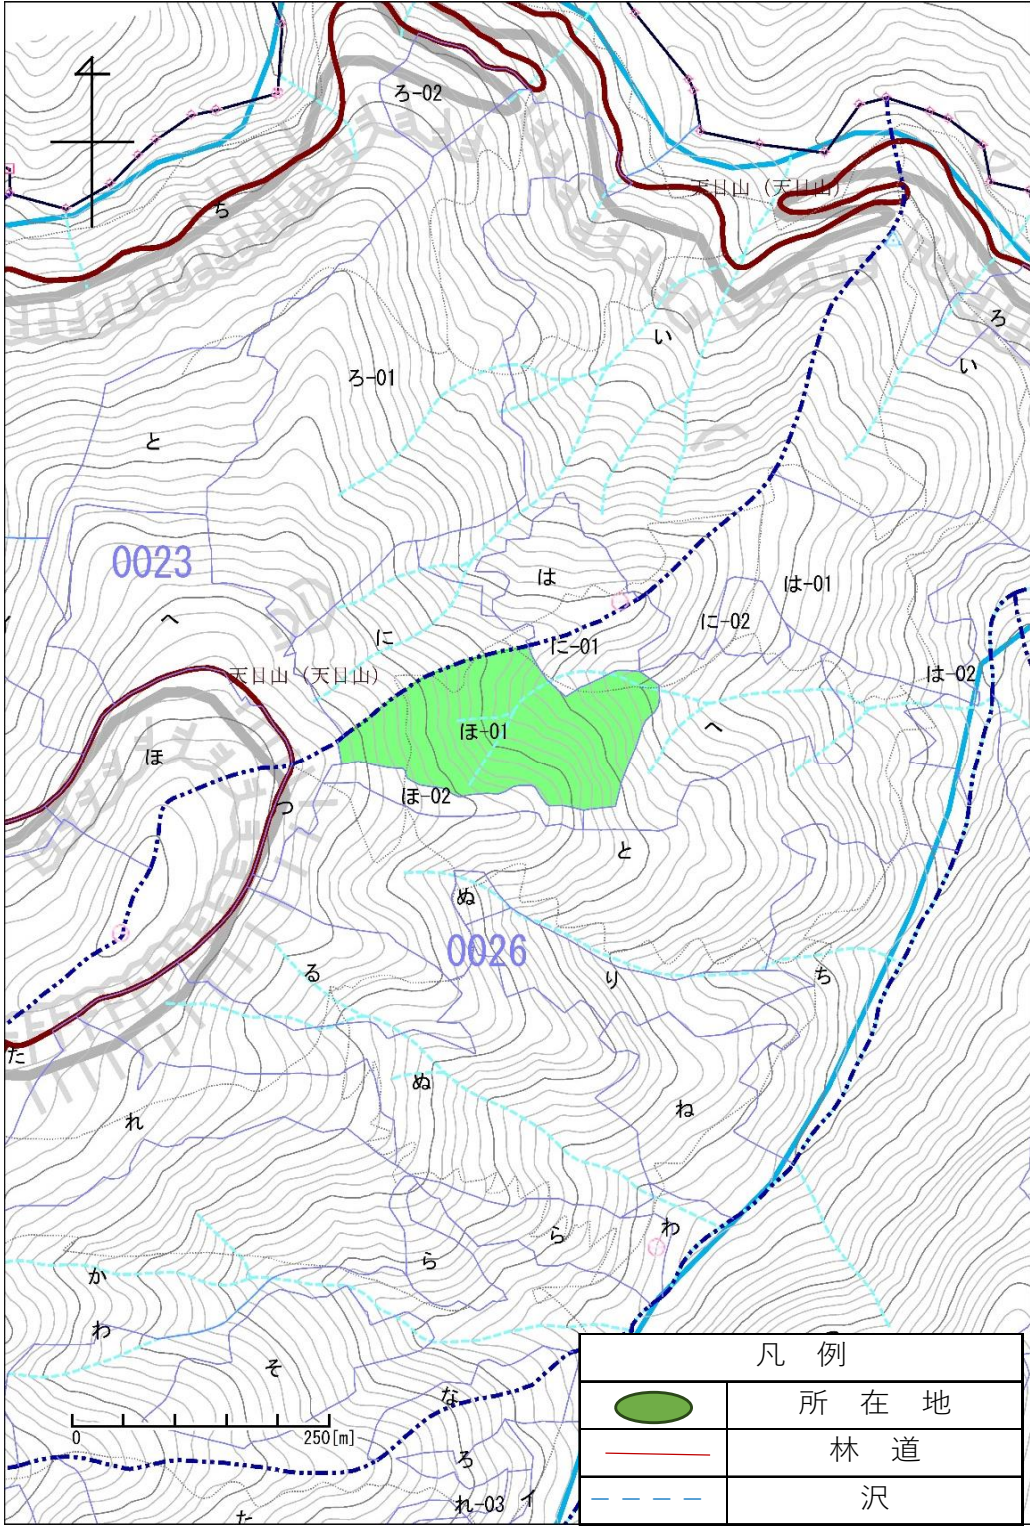 ろ-02
天目山（天目山）
ち
ろ
い
い
ろ-01
と
0023
は
は-01
へ
に-02
に
に-01
天目山（天目山）
は-02
ほ-01
へ
ほ
ほ-02
つ
と
ぬ
0026
る
り
ち
た
ぬ
ね
れ
わ
ら
ら
か
わ
そ
な
0
250[m]
ろ
れ-03
イ
た
凡 例
所 在 地
林 道
沢